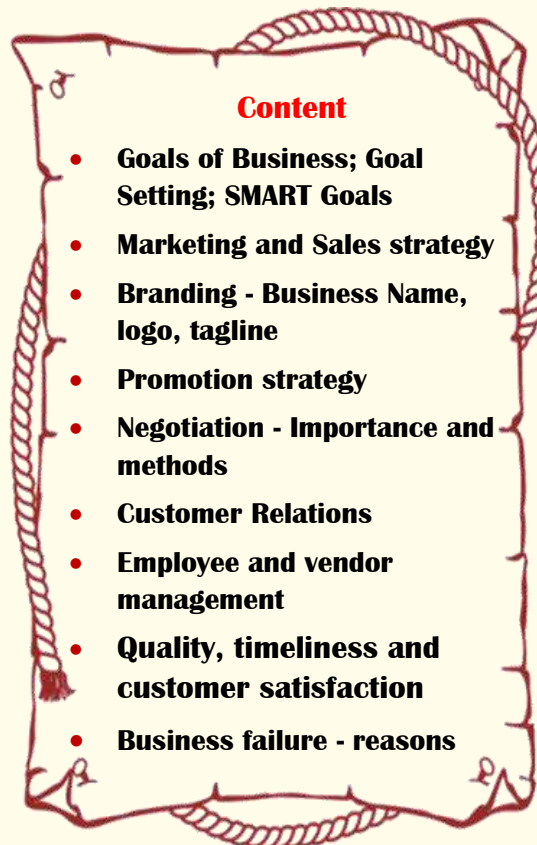 Content
• Goals of Business; Goal
Setting; SMART Goals
• Marketing and Sales strategy
• Branding - Business Name,
logo, tagline
• Promotion strategy
• Negotiation - Importance and
methods
• Customer Relations
• Employee and vendor
management
• Quality, timeliness and
customer satisfaction
• Business failure - reasons